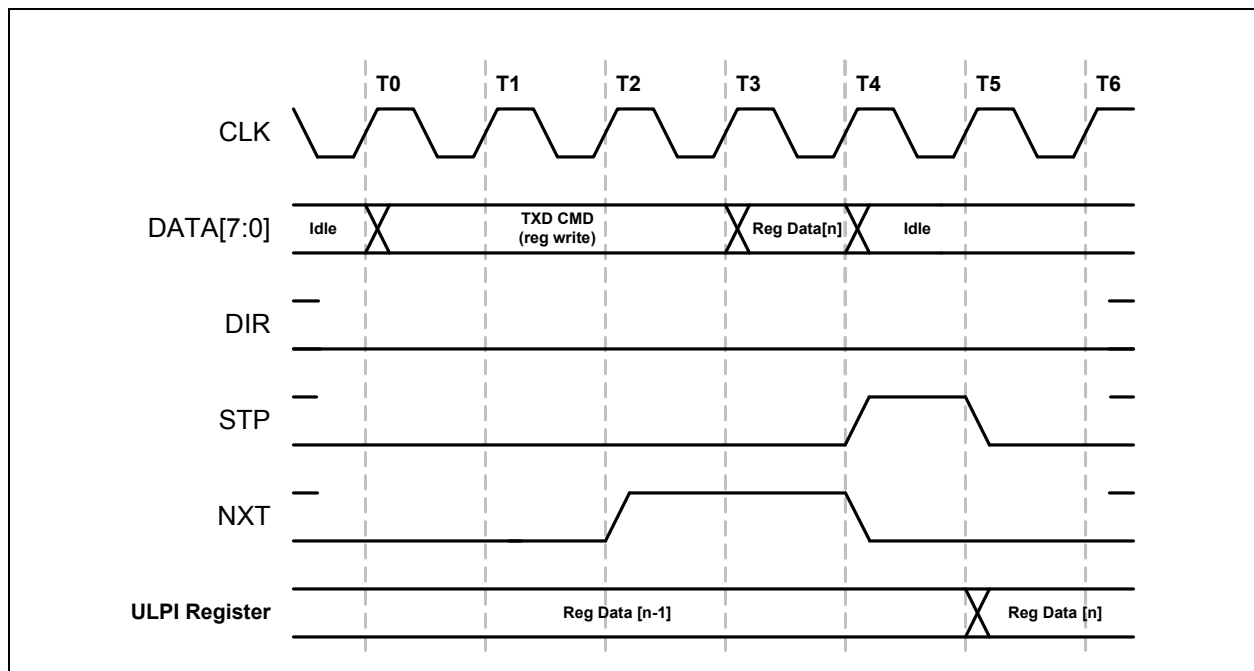 T0 T1 T2 T3 T4 T5 T6
CLK
DATA[7:0] Idle TXD CMD Reg Data[n] Idle
(reg write)
DIR
STP
NXT
ULPI Register Reg Data [n-1] Reg Data [n]